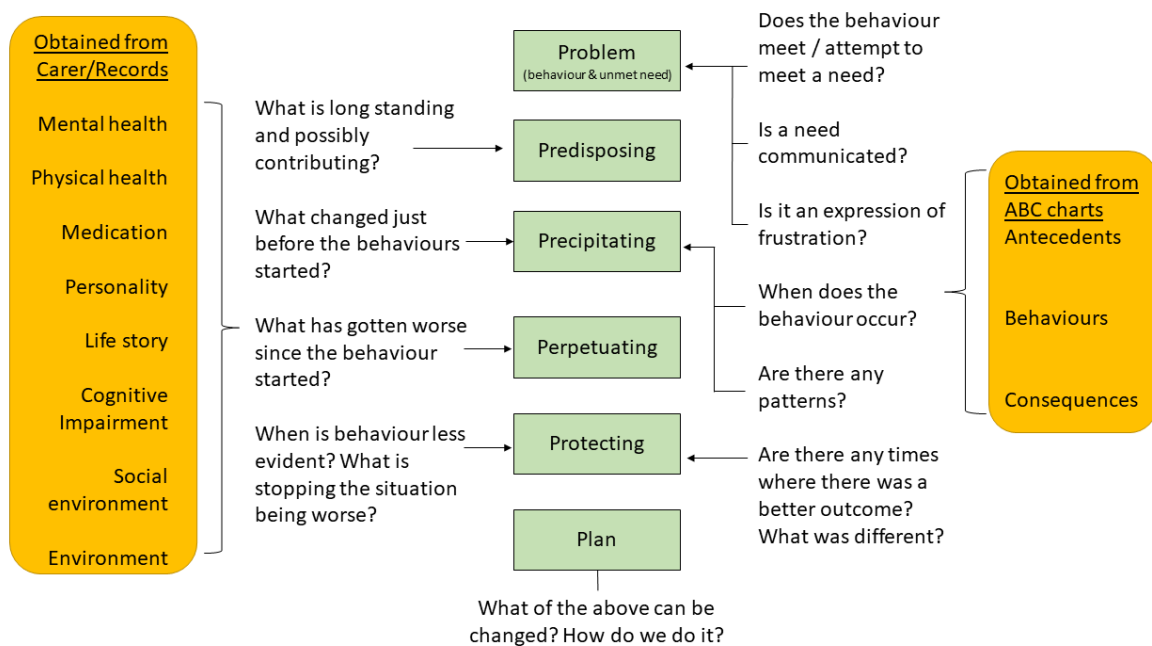 Obtained from
Carer/Records
Mental health
Physical health
Medication
Personality
Life story
Cognitive
Impairment
Social
environment
Environment
What is long standing
and possibly
contributing?
What changed just
before the behaviours
started?
What has gotten worse
since the behaviour
started?
When is behaviour less
evident? What is
stopping the situation
being worse?
Problem
(behaviour & unmet need)
Predisposing
Precipitating
Perpetuating
Protecting
Plan
What of the above can be
changed? How do we do it?
Does the behaviour
meet / attempt to
meet a need?
Is a need
communicated?
Is it an expression of
frustration?
When does the
behaviour occur?
Are there any
patterns?
Are there any times
where there was a
better outcome?
What was different?
Obtained from
ABC charts
Antecedents
Behaviours
Consequences